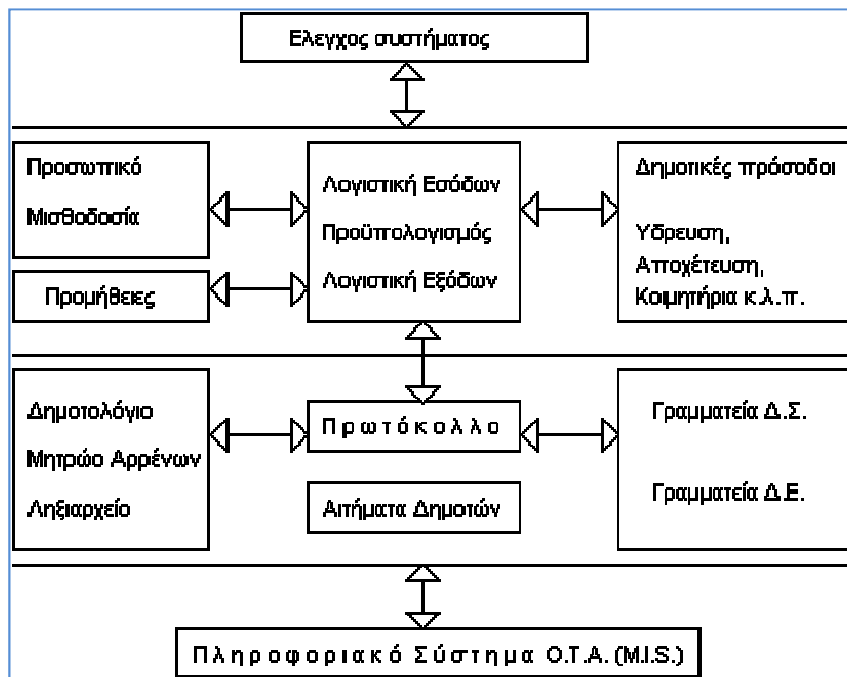 Ελεγχος συστήματος
Προσωπικό
Μισθοδοσία
Προμήθειες
Λογιστική Εσόδων
Προϋπολογισμός
Λογιστική Εξόδων
Δημοτικές πρόσοδοι
Υδρευση,
Αποχέτευση,
Κοιμητήρια κ.λ.π.
Δημοτολόγιο
Μητρώο Αρρένων
Ληξιαρχείο
Πρωτόκολλο
Αιτήματα Δημοτών
Γραμματεία Δ.Σ.
Γραμματεία Δ.Ε.
Πληροφοριακό Σύστημα Ο.Τ.Α. (M.I.S.)